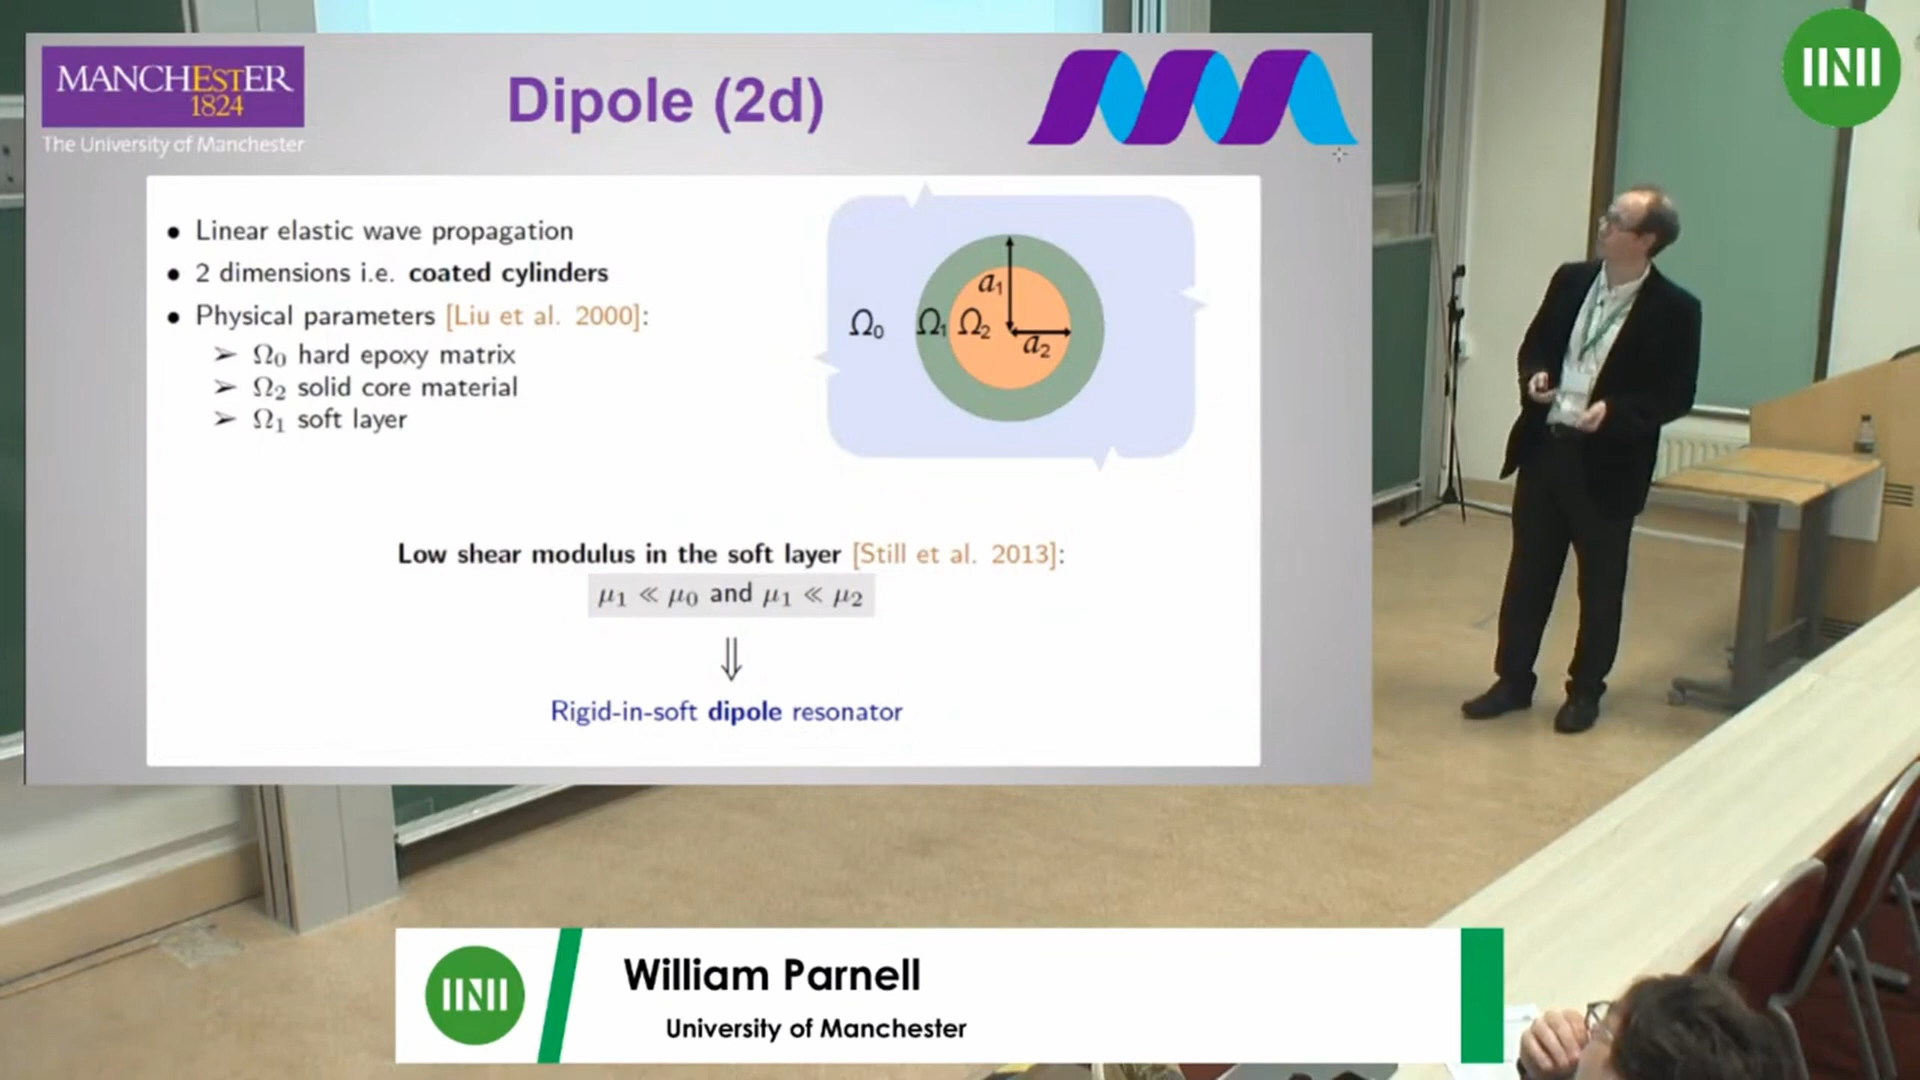 MANCHESTER
1824
The University of Manchester
Dipole (2d)
• Linear elastic wave propagation
• 2 dimensions i.e. coated cylinders
• Physical parameters [Liu et al. 2000]:
➢ Ω₀ hard epoxy matrix
➢ Ω₂ solid core material
➢ Ω₁ soft layer
a₁
Ω₀ Ω₁ Ω₂
a₂
Low shear modulus in the soft layer [Still et al. 2013]:
μ₁ ≪ μ₀ and μ₁ ≪ μ₂
⇓
Rigid-in-soft dipole resonator
William Parnell
University of Manchester